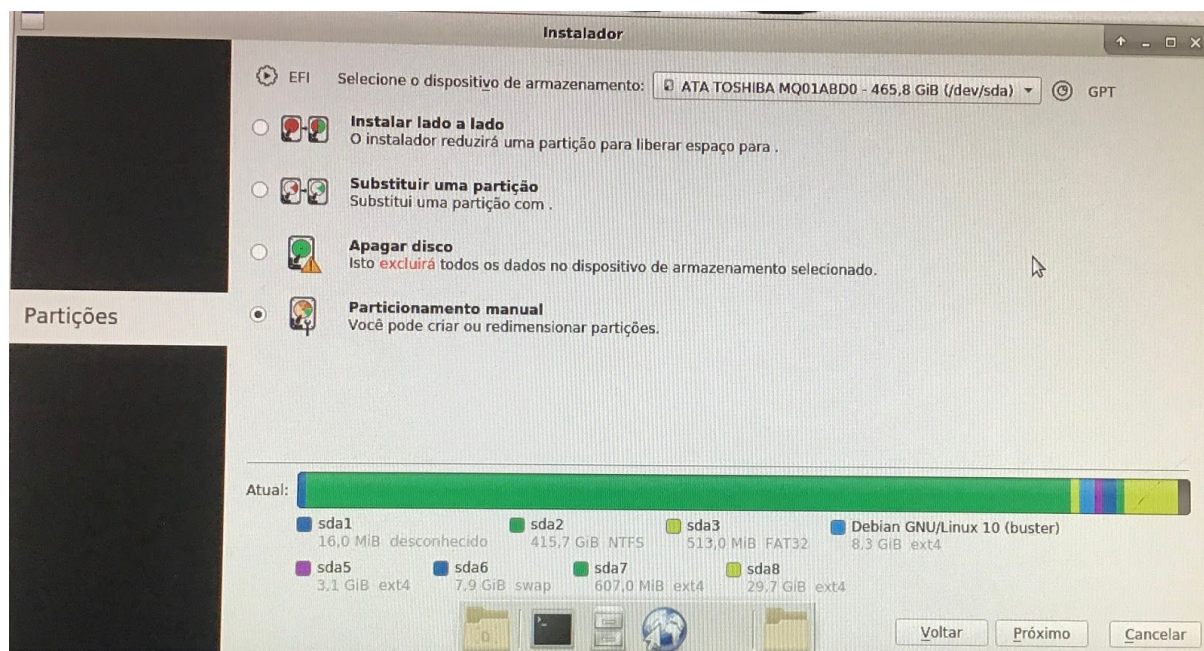 Instalador
EFI Selecione o dispositivo de armazenamento: ATA TOSHIBA MQ01ABD0 - 465,8 GiB (/dev/sda) GPT
Instalar lado a lado
O instalador reduzirá uma partição para liberar espaço para .
Substituir uma partição
Substitui uma partição com .
Apagar disco
Isto excluirá todos os dados no dispositivo de armazenamento selecionado.
Partições
Particionamento manual
Você pode criar ou redimensionar partições.
Atual:
sda1 sda2 sda3 Debian GNU/Linux 10 (buster)
16,0 MiB desconhecido 415,7 GiB NTFS 513,0 MiB FAT32 8,3 GiB ext4
sda5 sda6 sda7 sda8
3,1 GiB ext4 7,9 GiB swap 607,0 MiB ext4 29,7 GiB ext4
Voltar Próximo Cancelar